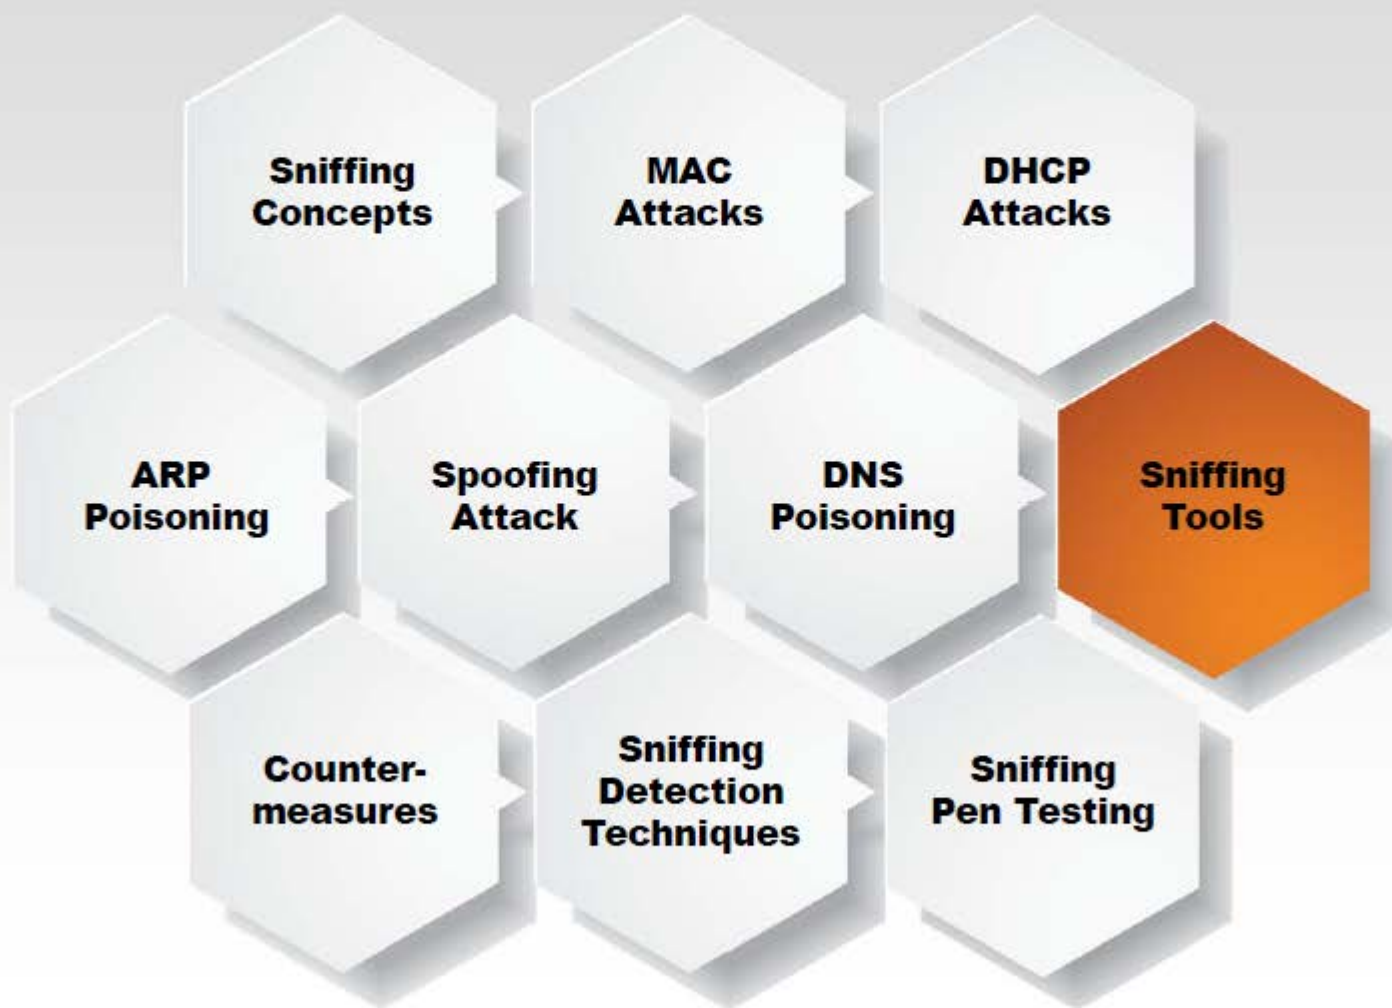 Sniffing
Concepts
MAC
Attacks
DHCP
Attacks
ARP
Poisoning
Spoofing
Attack
DNS
Poisoning
Sniffing
Tools
Counter-
measures
Sniffing
Detection
Techniques
Sniffing
Pen Testing